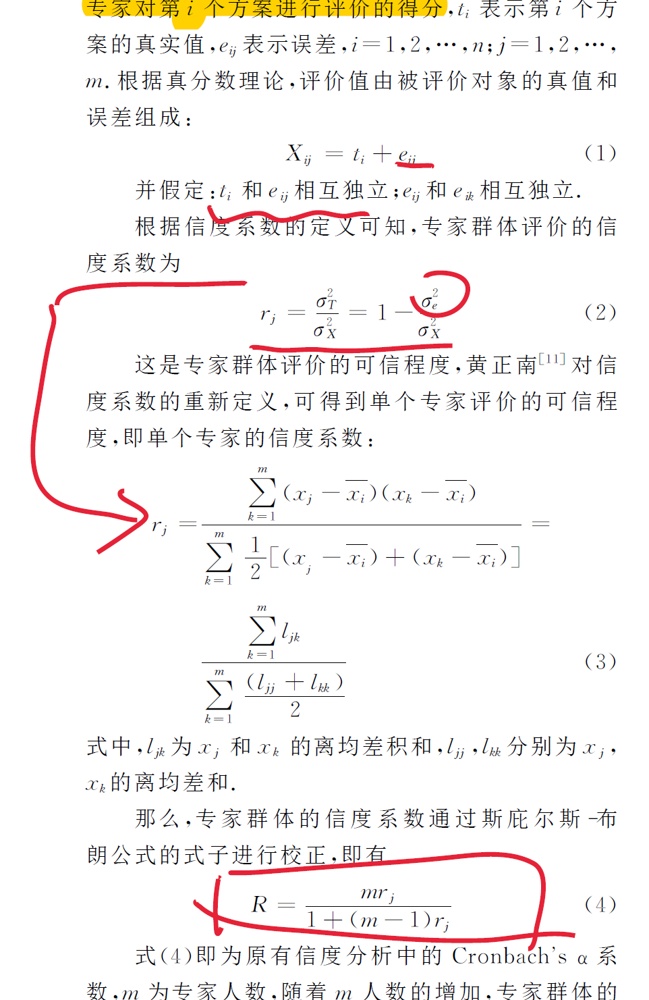 专家对第 i 个方案进行评价的得分,t_i 表示第 i 个方
案的真实值,e_{ij} 表示误差,i=1,2,…,n;j=1,2,…,
m.根据真分数理论,评价值由被评价对象的真值和
误差组成:
X_{ij} = t_i + e_{ij} (1)
并假定:t_i 和 e_{ij} 相互独立;e_{ij} 和 e_{ik} 相互独立.
根据信度系数的定义可知,专家群体评价的信
度系数为
r_j = \frac{σ_T^2}{σ_X^2} = 1 - \frac{σ_e^2}{σ_X^2} (2)
这是专家群体评价的可信程度,黄正南^{[11]} 对信
度系数的重新定义,可得到单个专家评价的可信程
度,即单个专家的信度系数:
r_j = \frac{\sum_{k=1}^{m} (x_j - \overline{x_i})(x_k - \overline{x_i})}{\sum_{k=1}^{m} \frac{1}{2}[(x_j - \overline{x_i}) + (x_k - \overline{x_i})]} =
\frac{\sum_{k=1}^{m} l_{jk}}{\sum_{k=1}^{m} \frac{(l_{jj} + l_{kk})}{2}} (3)
式中,l_{jk} 为 x_j 和 x_k 的离均差积和,l_{jj},l_{kk} 分别为 x_j,
x_k 的离均差和.
那么,专家群体的信度系数通过斯庇尔斯-布
朗公式的式子进行校正,即有
R = \frac{mr_j}{1+(m-1)r_j} (4)
式(4)即为原有信度分析中的 Cronbach's α 系
数,m 为专家人数,随着 m 人数的增加,专家群体的